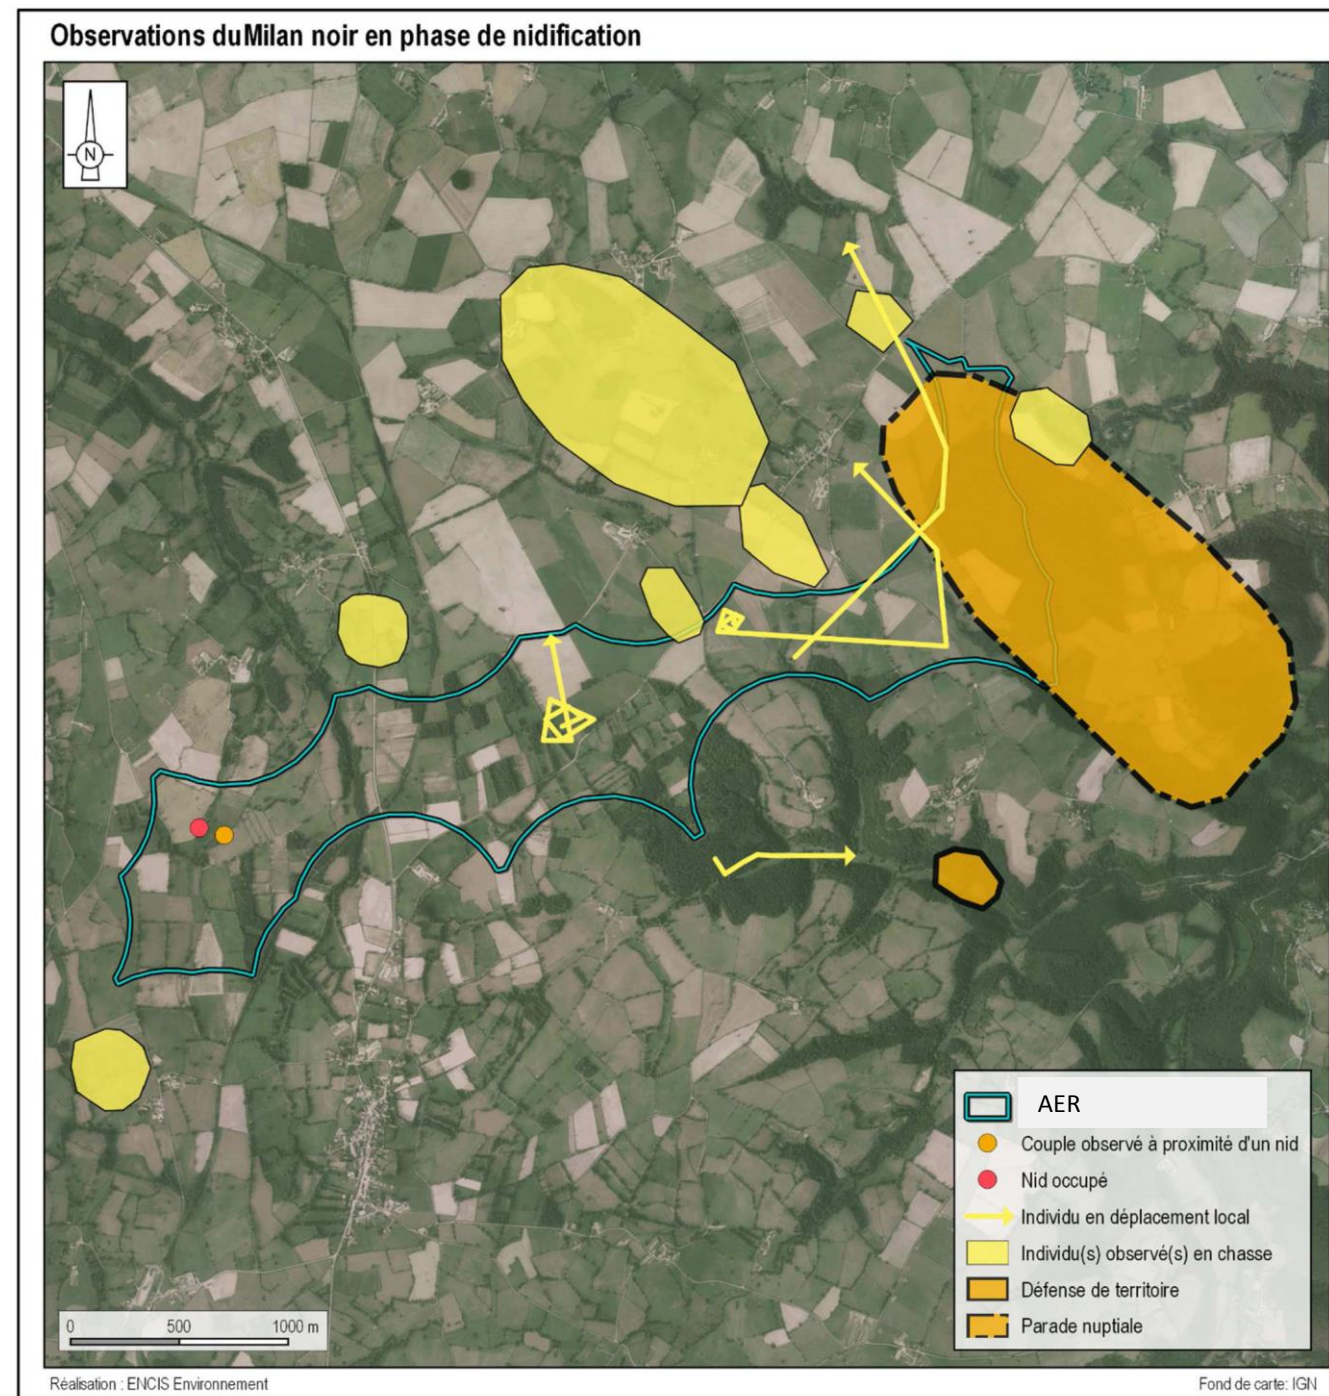 Observations duMilan noir en phase de nidification
N
AER
Couple observé à proximité d'un nid
Nid occupé
Individu en déplacement local
Individu(s) observé(s) en chasse
Défense de territoire
Parade nuptiale
0 500 1000 m
Réalisation : ENCIS Environnement
Fond de carte: IGN